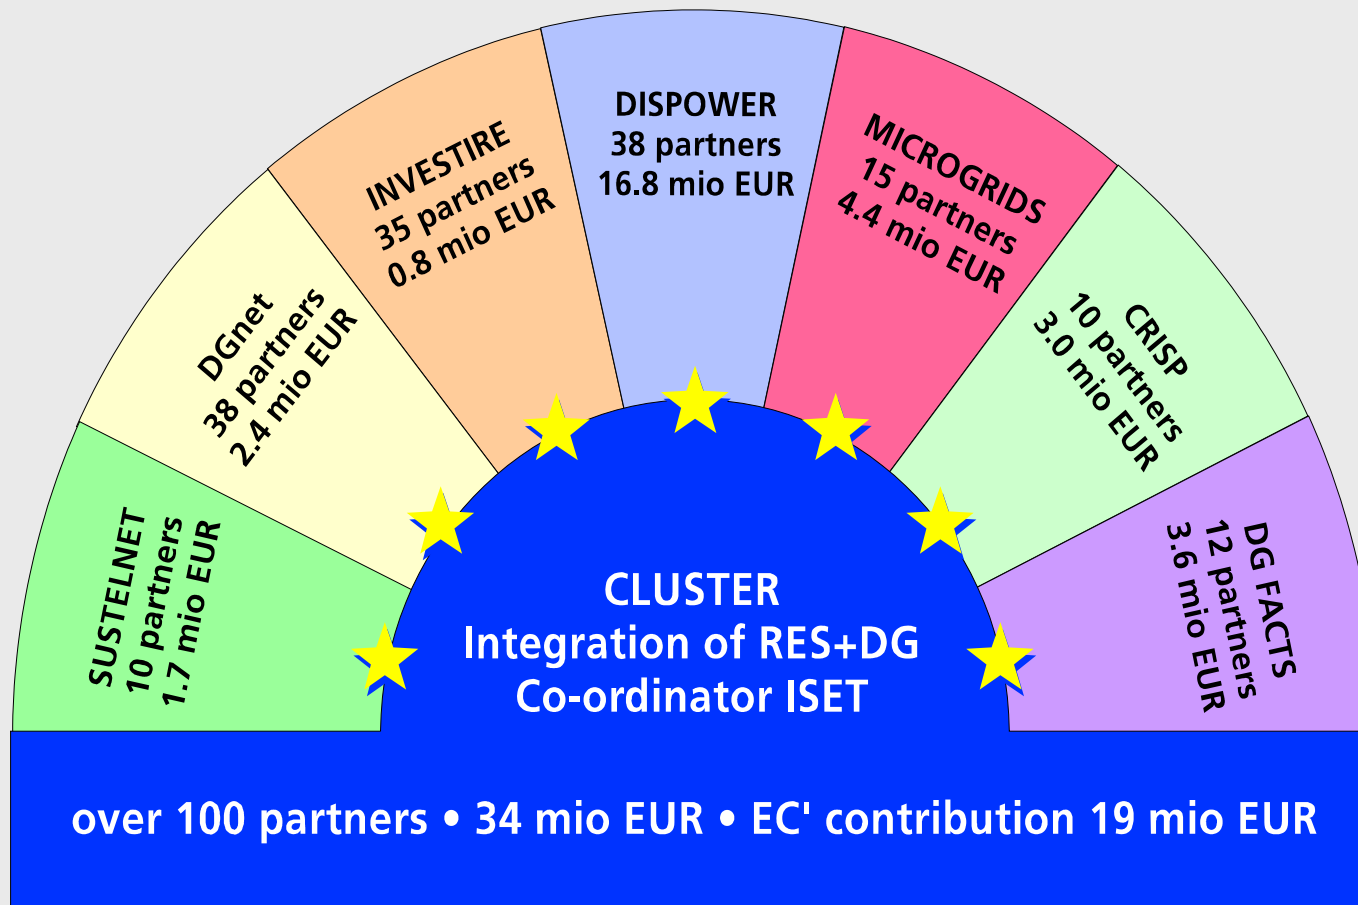 SUSTELNET
10 partners
1.7 mio EUR
DGnet
38 partners
2.4 mio EUR
INVESTIRE
35 partners
0.8 mio EUR
DISPOWER
38 partners
16.8 mio EUR
MICROGRIDS
15 partners
4.4 mio EUR
CRISP
10 partners
3.0 mio EUR
DG FACTS
12 partners
3.6 mio EUR
CLUSTER
Integration of RES+DG
Co-ordinator ISET
over 100 partners • 34 mio EUR • EC' contribution 19 mio EUR